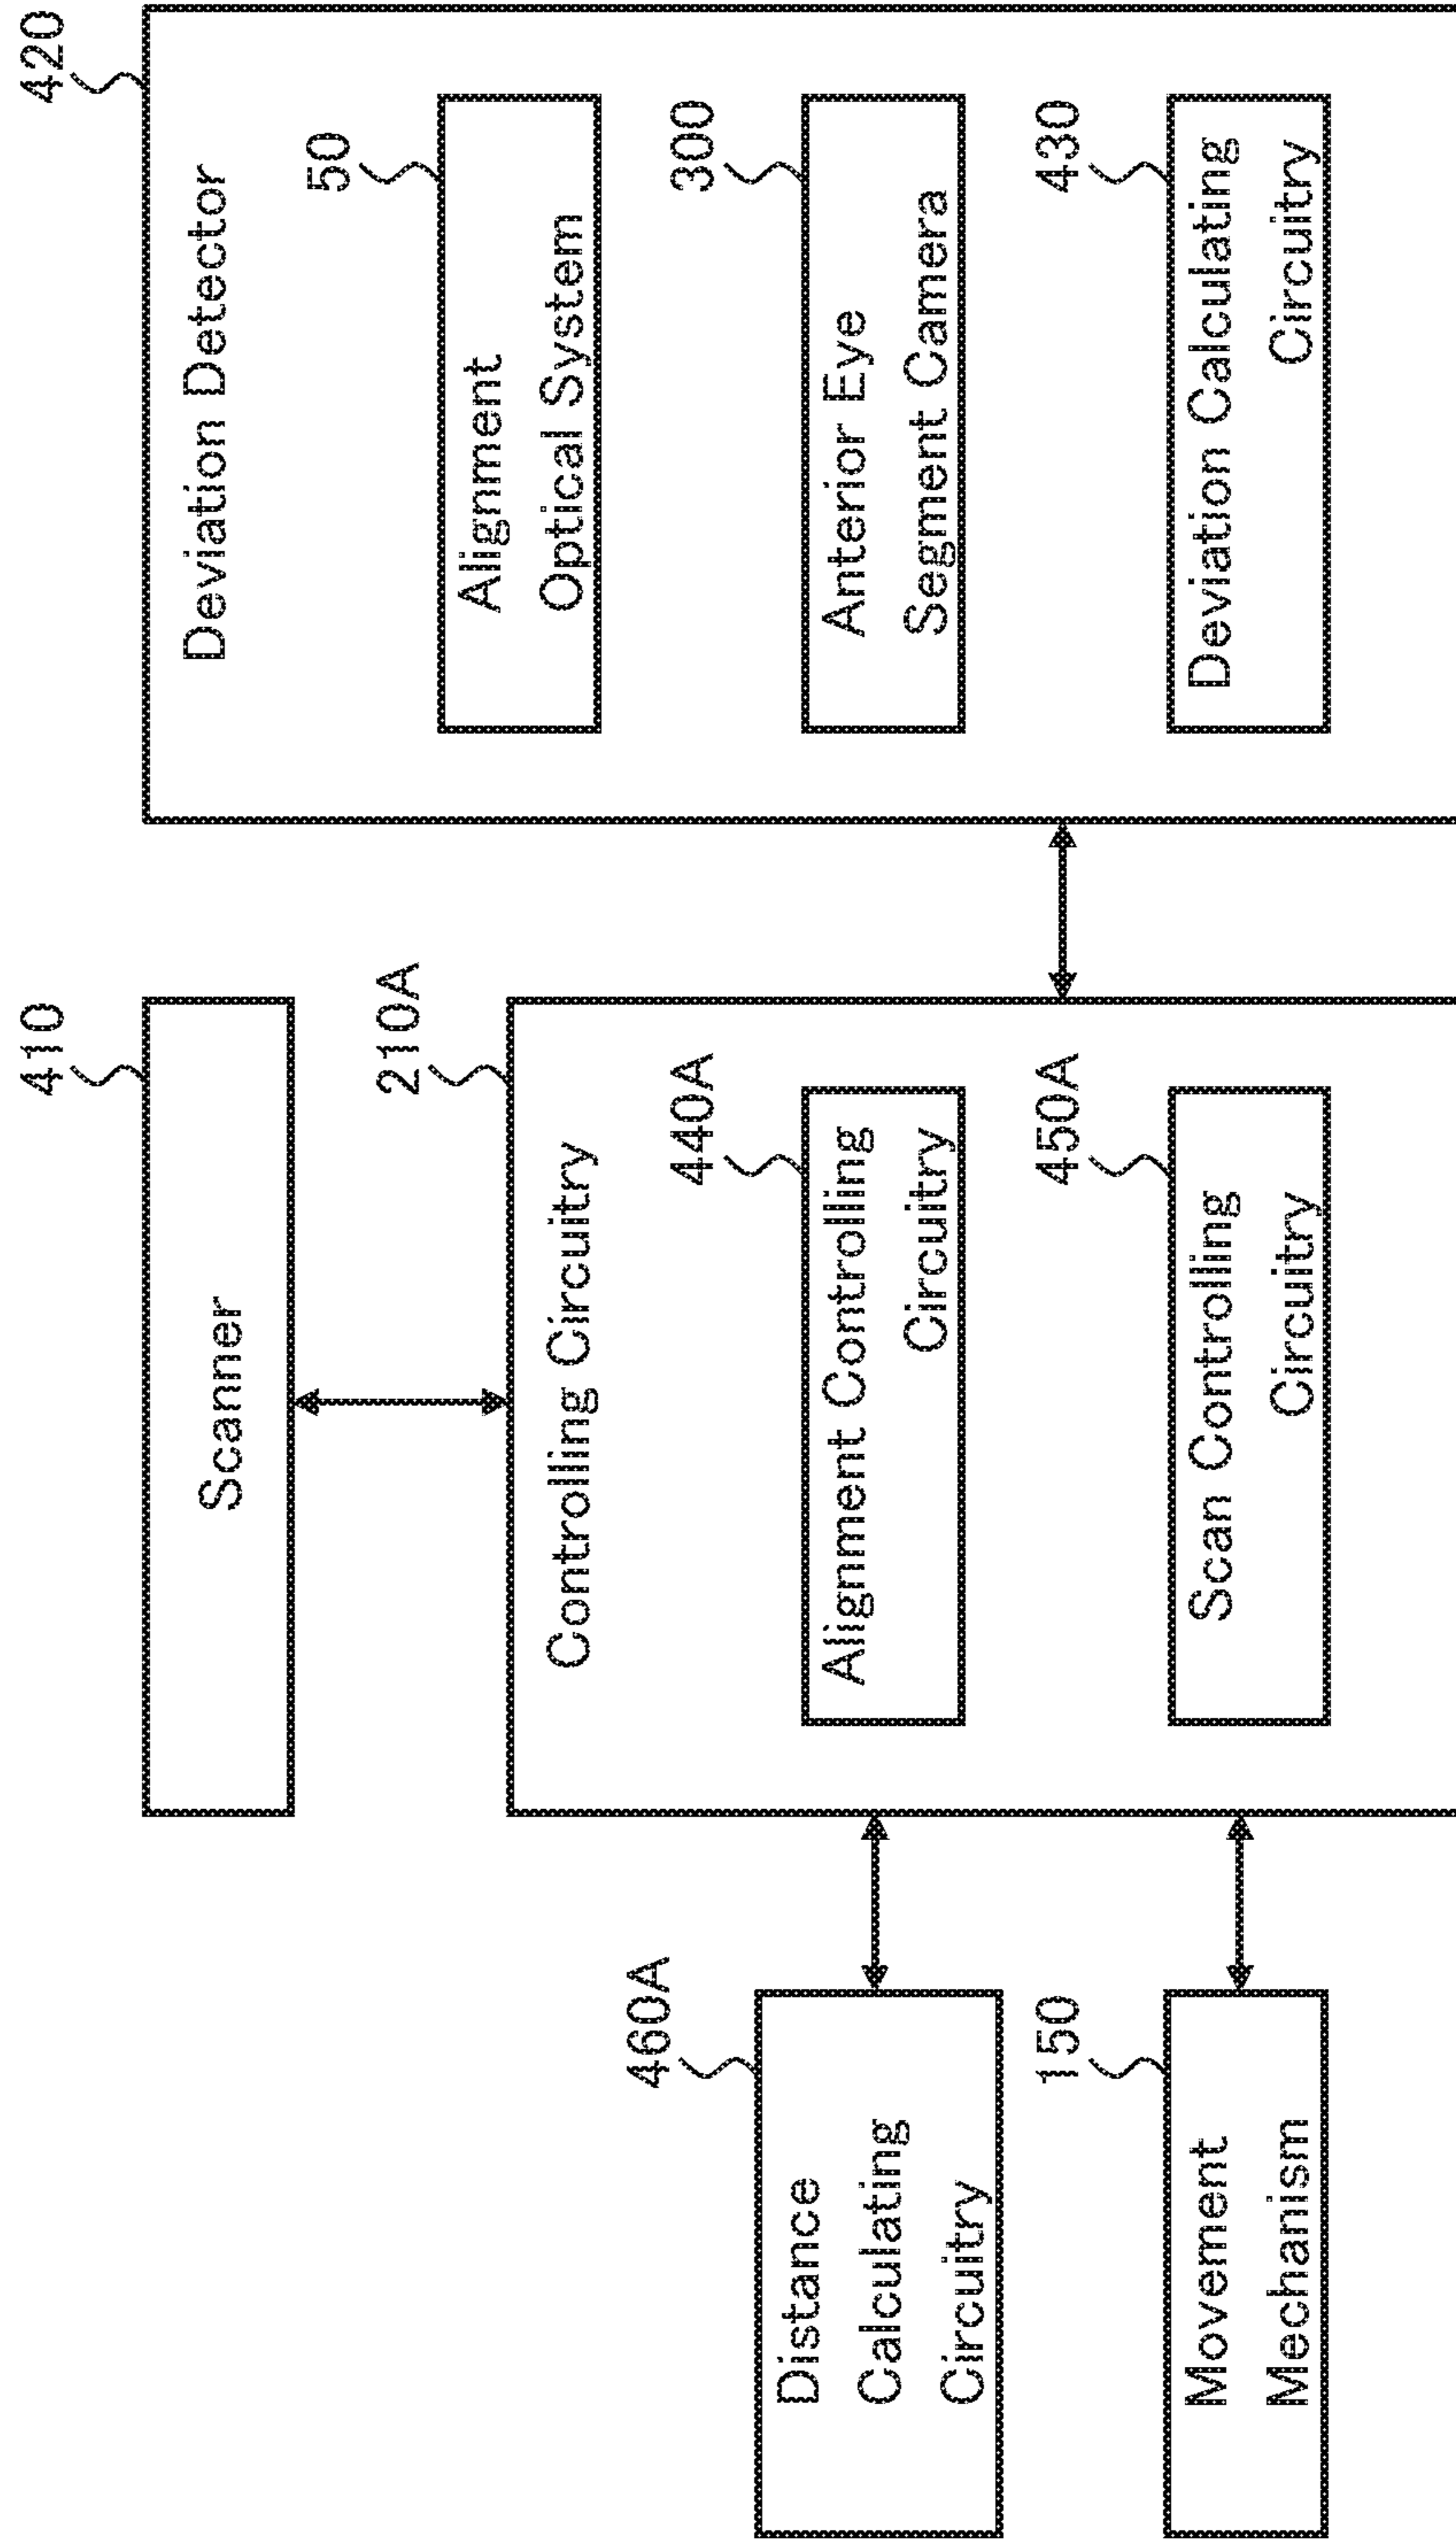 410
Scanner
420
Deviation Detector
50
Alignment
Optical System
210A
Controlling Circuitry
460A
Distance
Calculating
Circuitry
440A
Alignment Controlling
Circuitry
300
Anterior Eye
Segment Camera
150
Movement
Mechanism
450A
Scan Controlling
Circuitry
430
Deviation Calculating
Circuitry